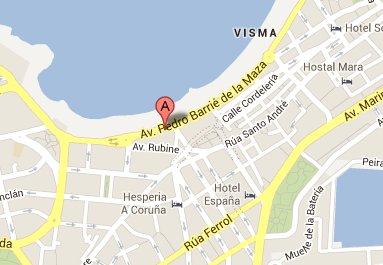 VISMA
Hotel So
Hostal Mara
A
Av. Pedro Barrié de la Maza
Calle Cordelería
Av. Marin
Av. Rubine
Rúa Santo André
Peira
nclán
Hesperia
A Coruña
Hotel
España
Rúa Ferrol
Muelle de la Batería
da